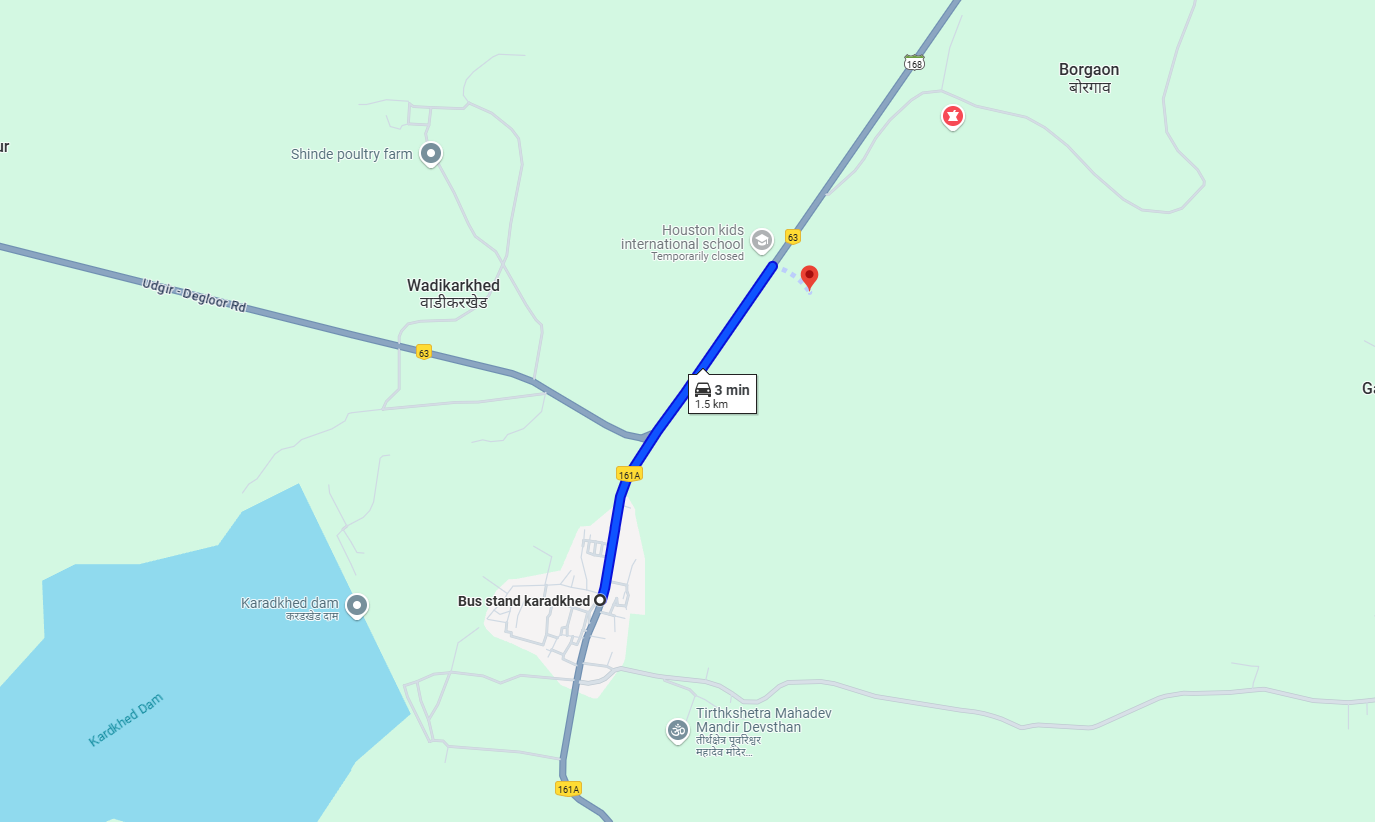 168
Borgaon
बोरगाव
ur
Shinde poultry farm
Houston kids
international school
Temporarily closed
63
Udgir - Degloor Rd
Wadikarkhed
वाडीकरखेड
63
3 min
1.5 km
Ga
161A
Bus stand karadkhed
Karadkhed dam
करडखेड दाम
Kardkhed Dam
Tirthkshetra Mahadev
Mandir Devsthan
तीर्थक्षेत्र पूवरिश्वर
महादेव मंदिर...
161A